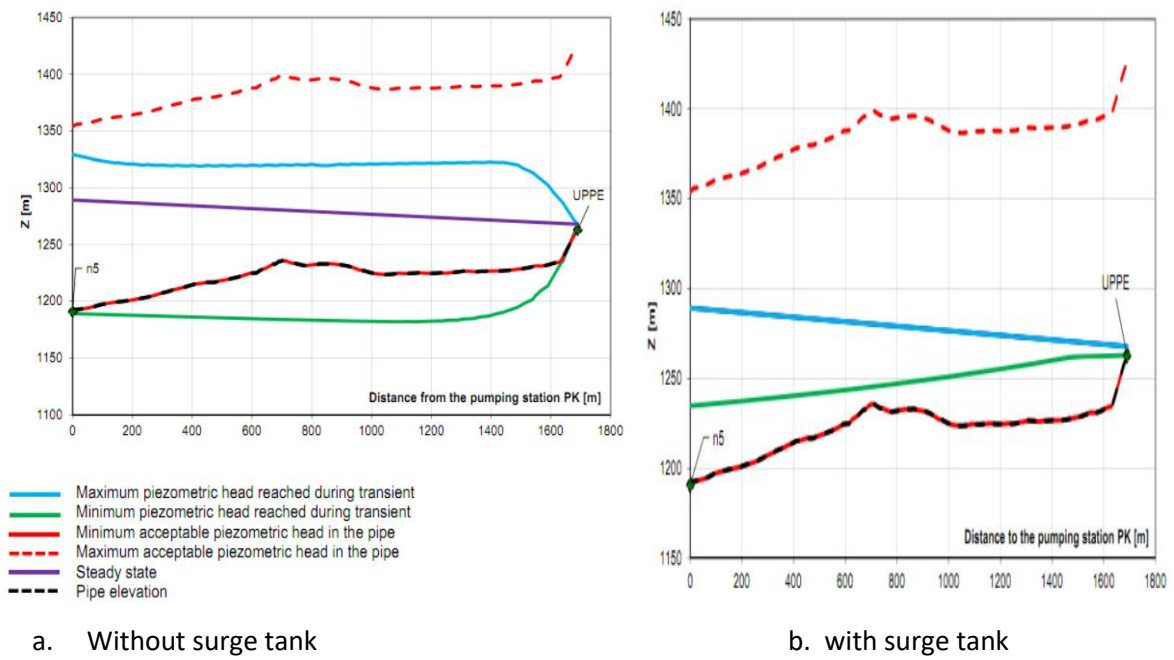 1450
1400
1350
1300
1250
1200
1150
1100
Z [m]
n5
UPPE
Distance from the pumping station PK [m]
0 200 400 600 800 1000 1200 1400 1600 1800
Maximum piezometric head reached during transient
Minimum piezometric head reached during transient
Minimum acceptable piezometric head in the pipe
Maximum acceptable piezometric head in the pipe
Steady state
Pipe elevation
a. Without surge tank
1450
1400
1350
1300
1250
1200
1150
Z [m]
n5
UPPE
Distance to the pumping station PK [m]
0 200 400 600 800 1000 1200 1400 1600 1800
b. with surge tank